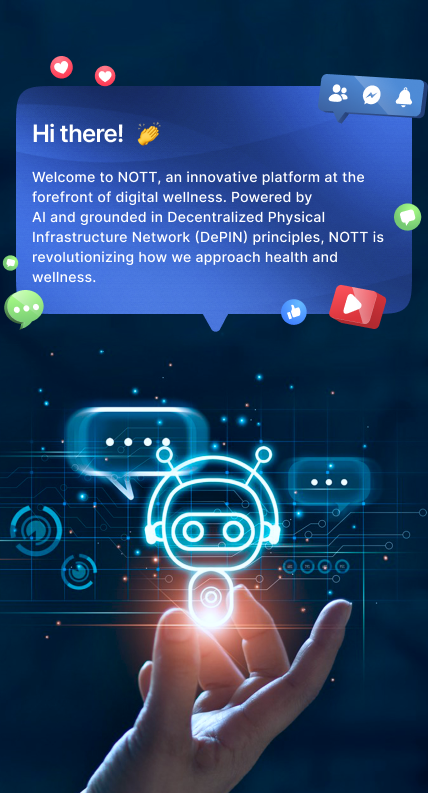 Hi there! 👏
Welcome to NOTT, an innovative platform at the
forefront of digital wellness. Powered by
AI and grounded in Decentralized Physical
Infrastructure Network (DePIN) principles, NOTT is
revolutionizing how we approach health and
wellness.